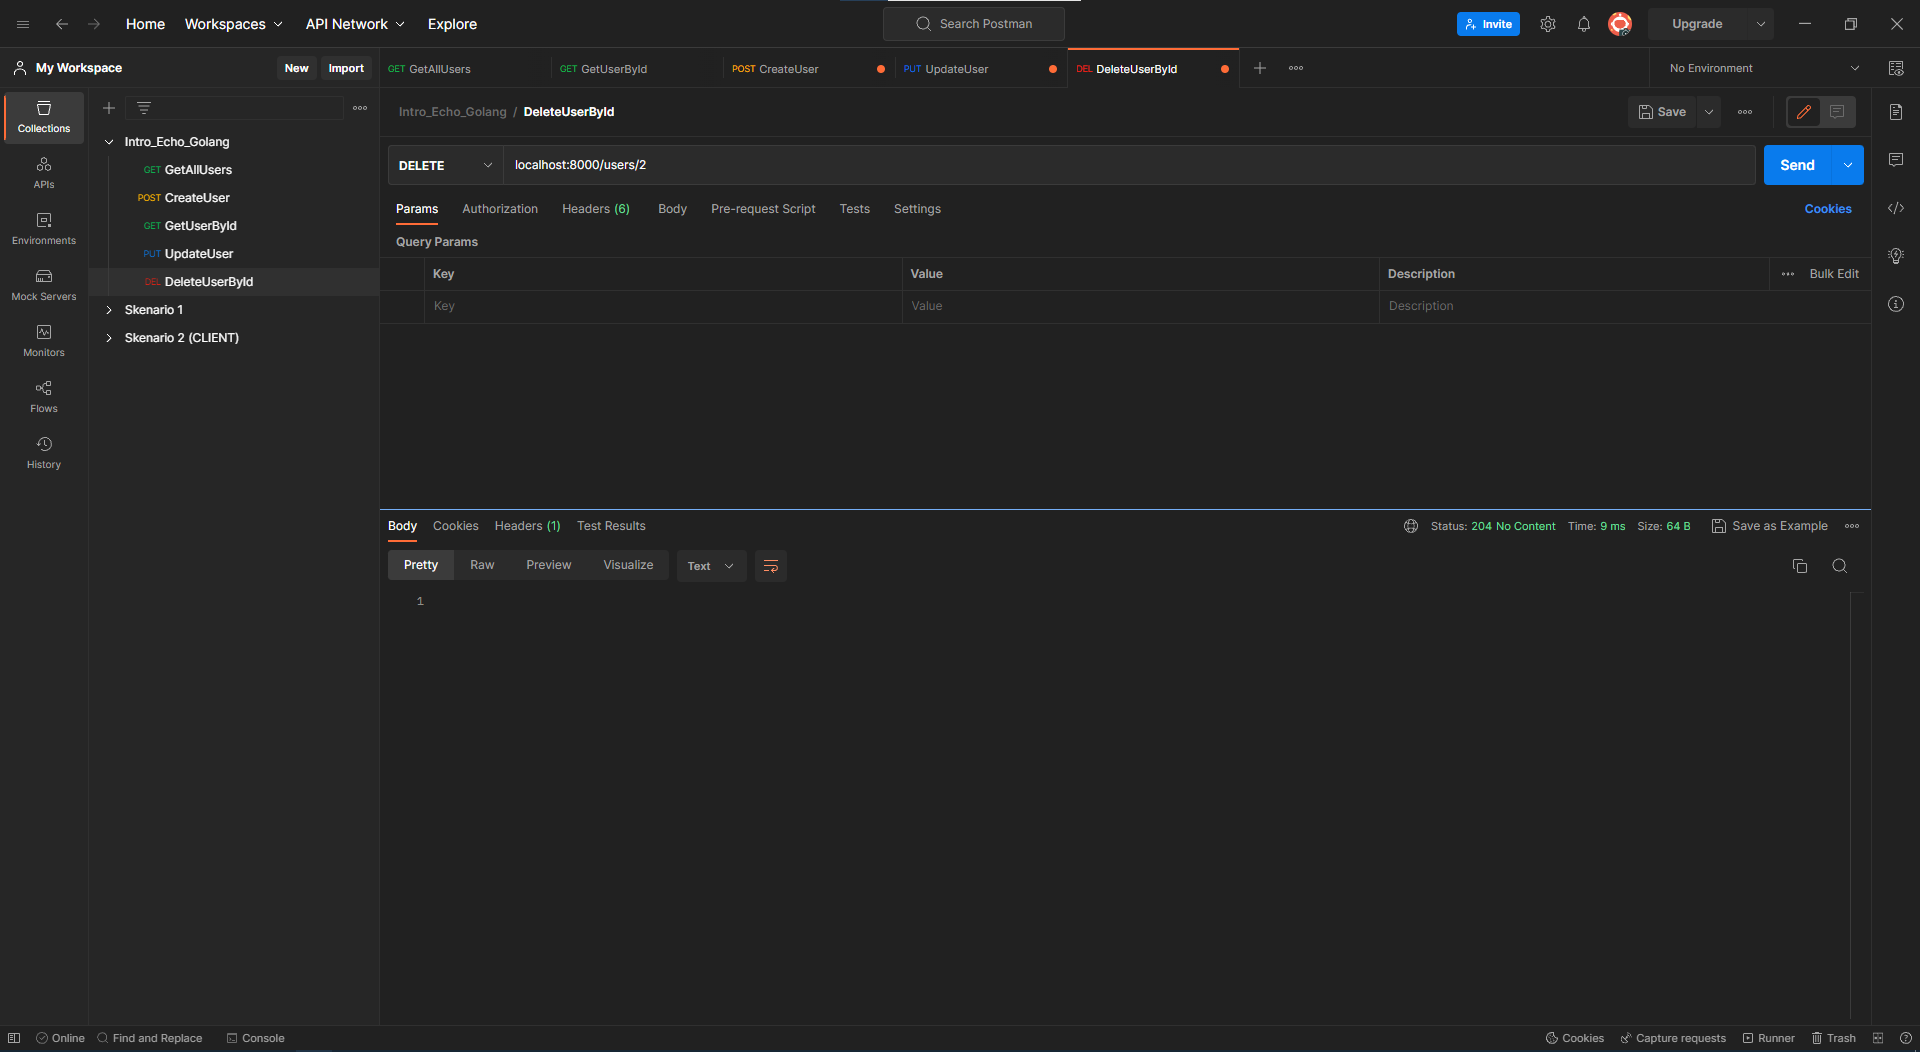 Home Workspaces API Network Explore Search Postman Invite Upgrade
My Workspace New Import GET GetAllUsers GET GetUserById POST CreateUser PUT UpdateUser DEL DeleteUserById No Environment
Collections
APIs
Environments
Mock Servers
Monitors
Flows
History
Intro_Echo_Golang
GET GetAllUsers
POST CreateUser
GET GetUserById
PUT UpdateUser
DEL DeleteUserById
Skenario 1
Skenario 2 (CLIENT)
Intro_Echo_Golang / DeleteUserById Save
DELETE localhost:8000/users/2 Send
Params Authorization Headers (6) Body Pre-request Script Tests Settings Cookies
Query Params
Key Value Description Bulk Edit
Key Value Description
Body Cookies Headers (1) Test Results Status: 204 No Content Time: 9 ms Size: 64 B Save as Example
Pretty Raw Preview Visualize Text
1
Online Find and Replace Console Cookies Capture requests Runner Trash